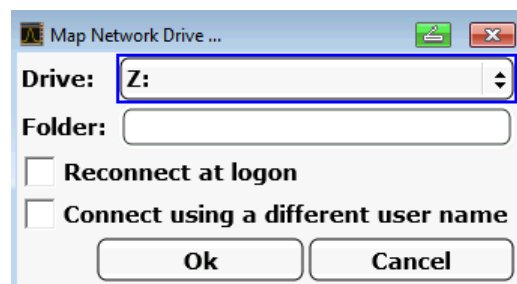 Map Network Drive ...
Drive: Z:
Folder:
Reconnect at logon
Connect using a different user name
Ok Cancel